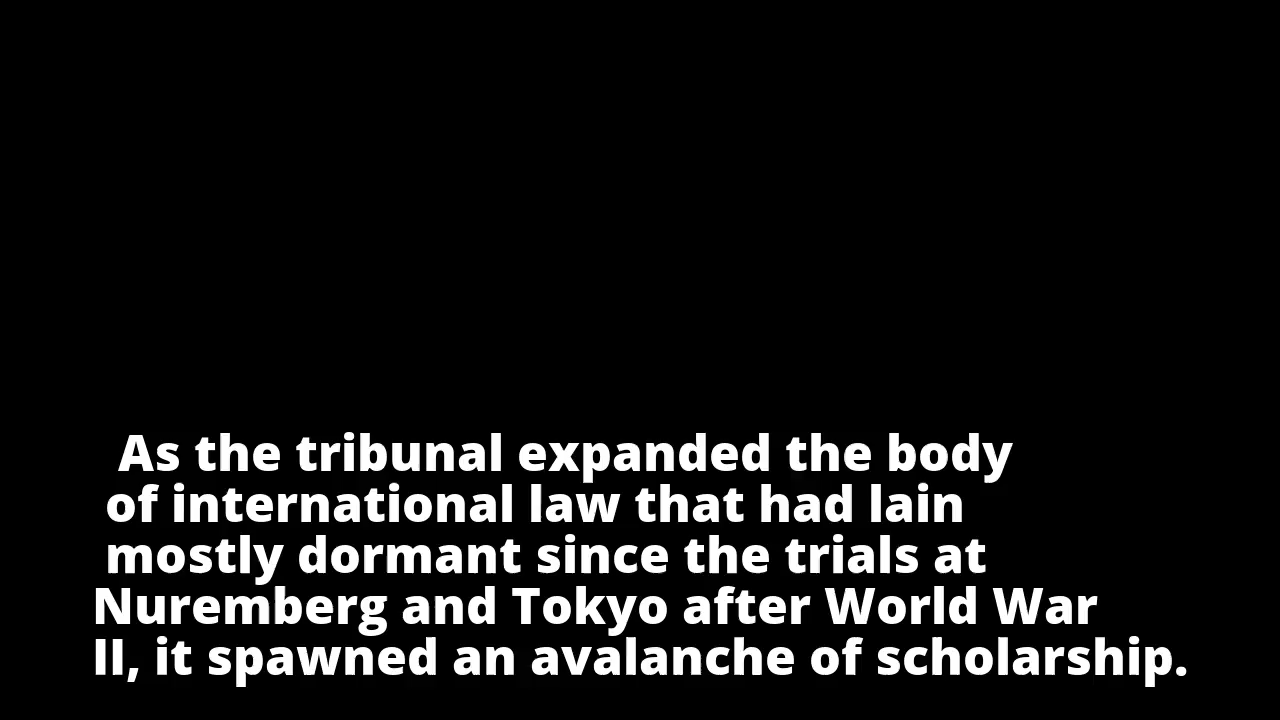 As the tribunal expanded the body
of international law that had lain
mostly dormant since the trials at
Nuremberg and Tokyo after World War
II, it spawned an avalanche of scholarship.